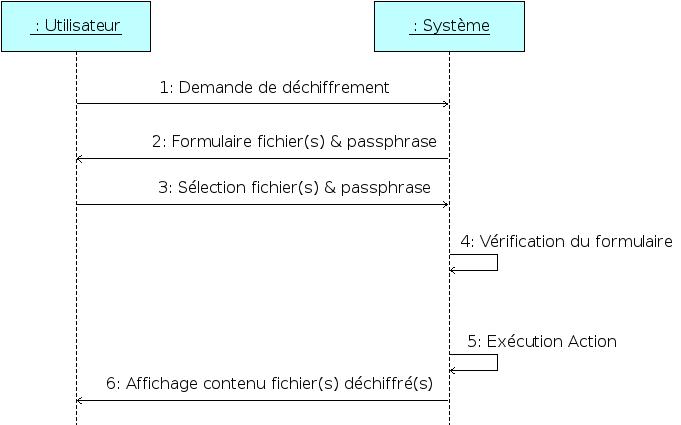 : Utilisateur
: Système
1: Demande de déchiffrement
2: Formulaire fichier(s) & passphrase
3: Sélection fichier(s) & passphrase
4: Vérification du formulaire
5: Exécution Action
6: Affichage contenu fichier(s) déchiffré(s)